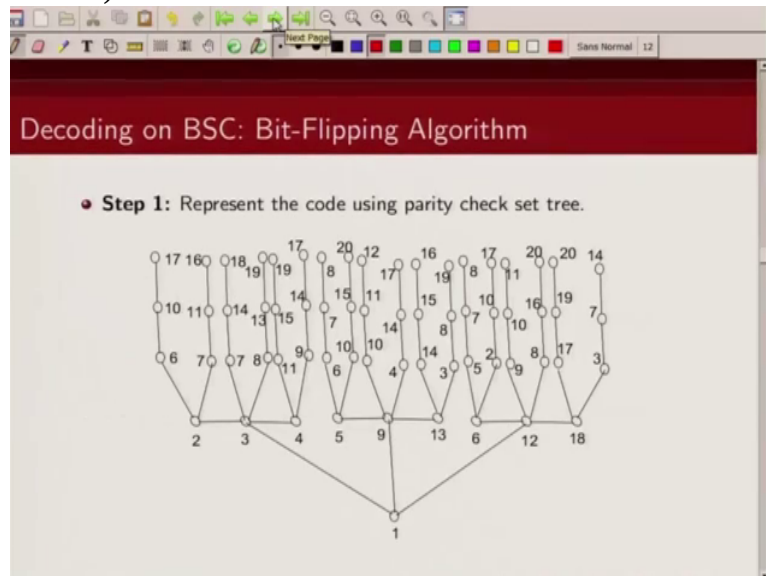 Next Page
Sans Normal 12
Decoding on BSC: Bit-Flipping Algorithm
Step 1: Represent the code using parity check set tree.
17 16 18 19 19 17 8 20 12 17 16 19 8 17 11 20 20 14
10 11 14 13 15 14 7 15 11 14 15 8 7 10 10 16 19 7
6 7 7 8 11 9 6 10 10 4 14 3 5 2 9 8 17 3
2 3 4 5 9 13 6 12 18
1